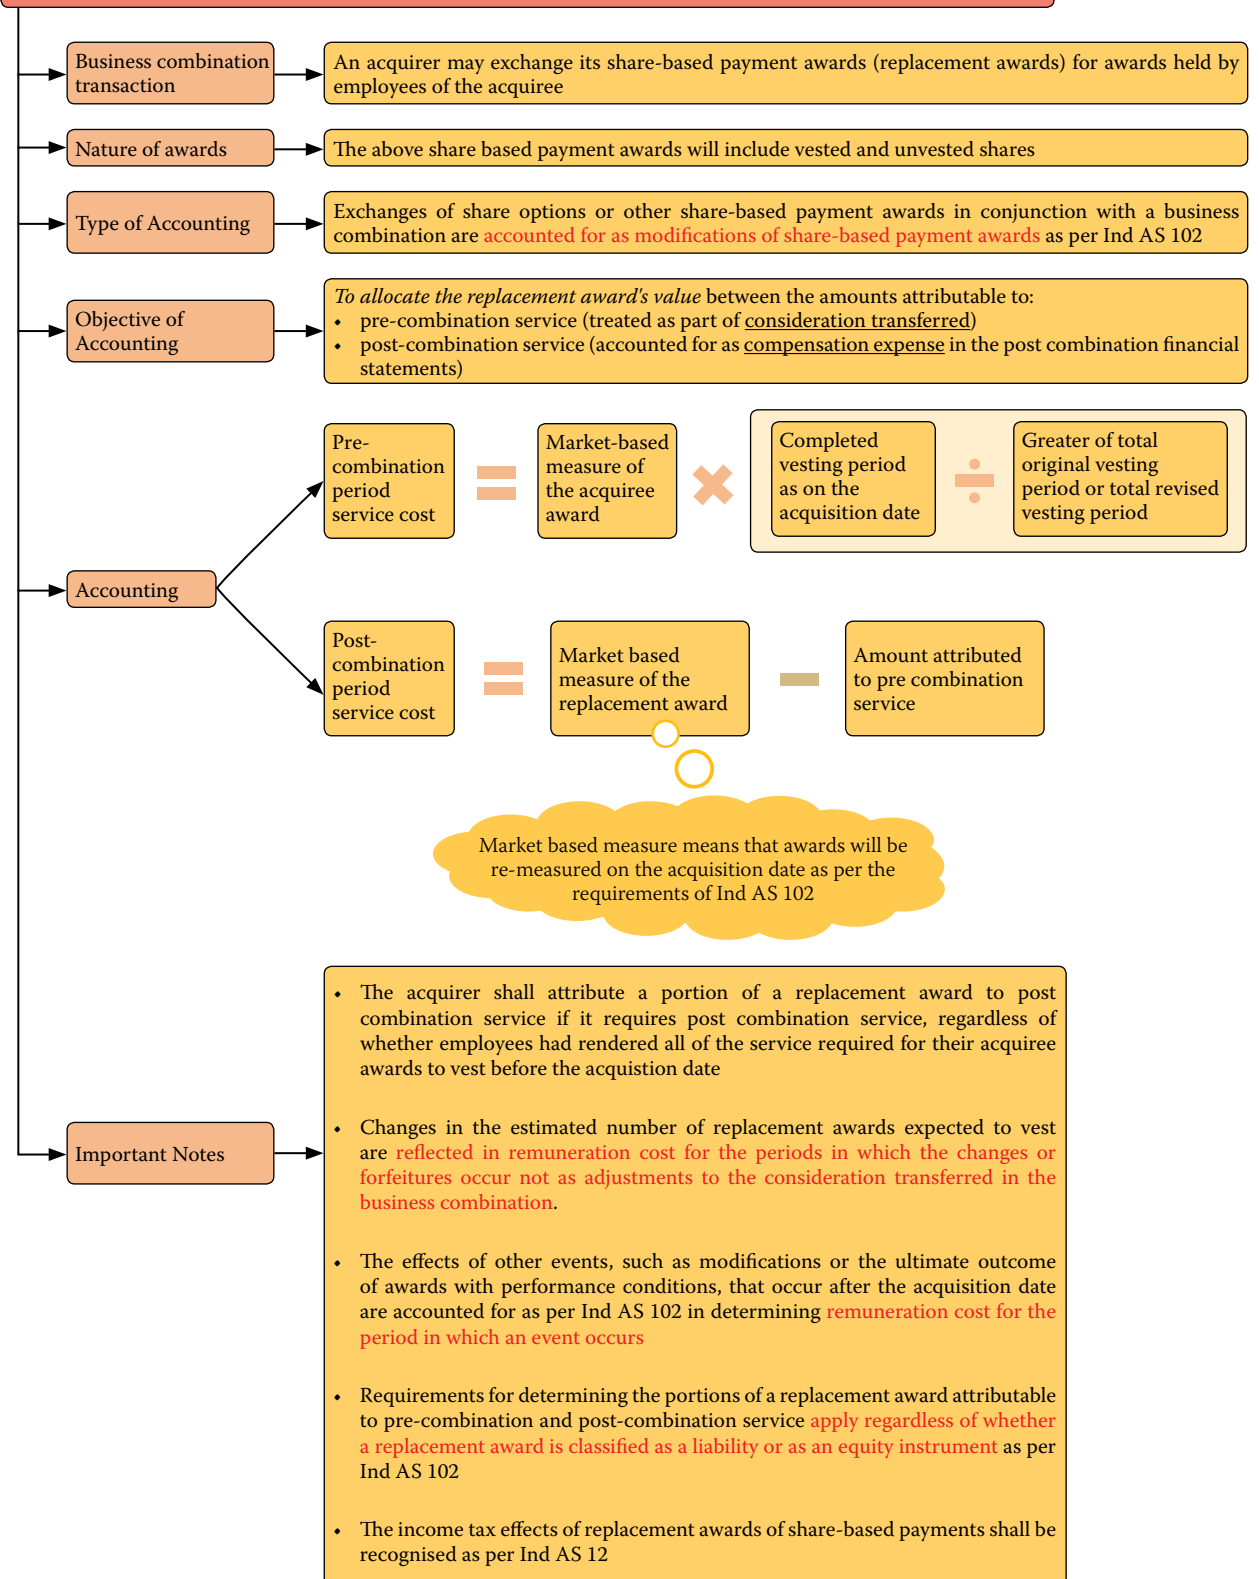 Business combination
transaction
An acquirer may exchange its share-based payment awards (replacement awards) for awards held by
employees of the acquiree
Nature of awards
The above share based payment awards will include vested and unvested shares
Type of Accounting
Exchanges of share options or other share-based payment awards in conjunction with a business
combination are accounted for as modifications of share-based payment awards as per Ind AS 102
Objective of
Accounting
To allocate the replacement award's value between the amounts attributable to:
• pre-combination service (treated as part of consideration transferred)
• post-combination service (accounted for as compensation expense in the post combination financial
statements)
Accounting
Pre-
combination
period
service cost
=
Market-based
measure of
the acquiree
award
×
Completed
vesting period
as on the
acquisition date
÷
Greater of total
original vesting
period or total revised
vesting period
Post-
combination
period
service cost
=
Market based
measure of the
replacement award
-
Amount attributed
to pre combination
service
Market based measure means that awards will be
re-measured on the acquisition date as per the
requirements of Ind AS 102
Important Notes
• The acquirer shall attribute a portion of a replacement award to post
combination service if it requires post combination service, regardless of
whether employees had rendered all of the service required for their acquiree
awards to vest before the acquistion date
• Changes in the estimated number of replacement awards expected to vest
are reflected in remuneration cost for the periods in which the changes or
forfeitures occur not as adjustments to the consideration transferred in the
business combination.
• The effects of other events, such as modifications or the ultimate outcome
of awards with performance conditions, that occur after the acquisition date
are accounted for as per Ind AS 102 in determining remuneration cost for the
period in which an event occurs
• Requirements for determining the portions of a replacement award attributable
to pre-combination and post-combination service apply regardless of whether
a replacement award is classified as a liability or as an equity instrument as per
Ind AS 102
• The income tax effects of replacement awards of share-based payments shall be
recognised as per Ind AS 12